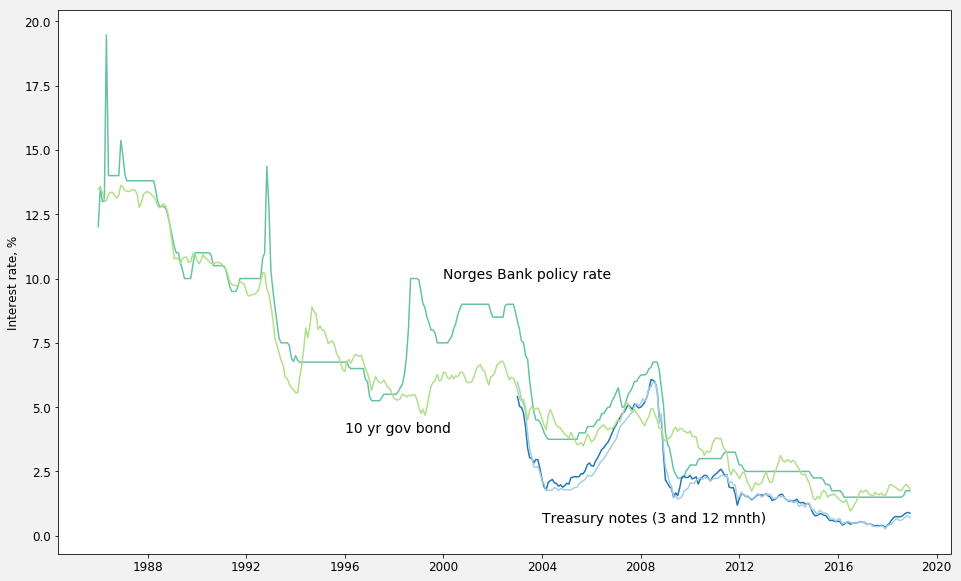 20.0
17.5
15.0
12.5
10.0
7.5
5.0
2.5
0.0
Interest rate, %
Norges Bank policy rate
10 yr gov bond
Treasury notes (3 and 12 mnth)
1988 1992 1996 2000 2004 2008 2012 2016 2020